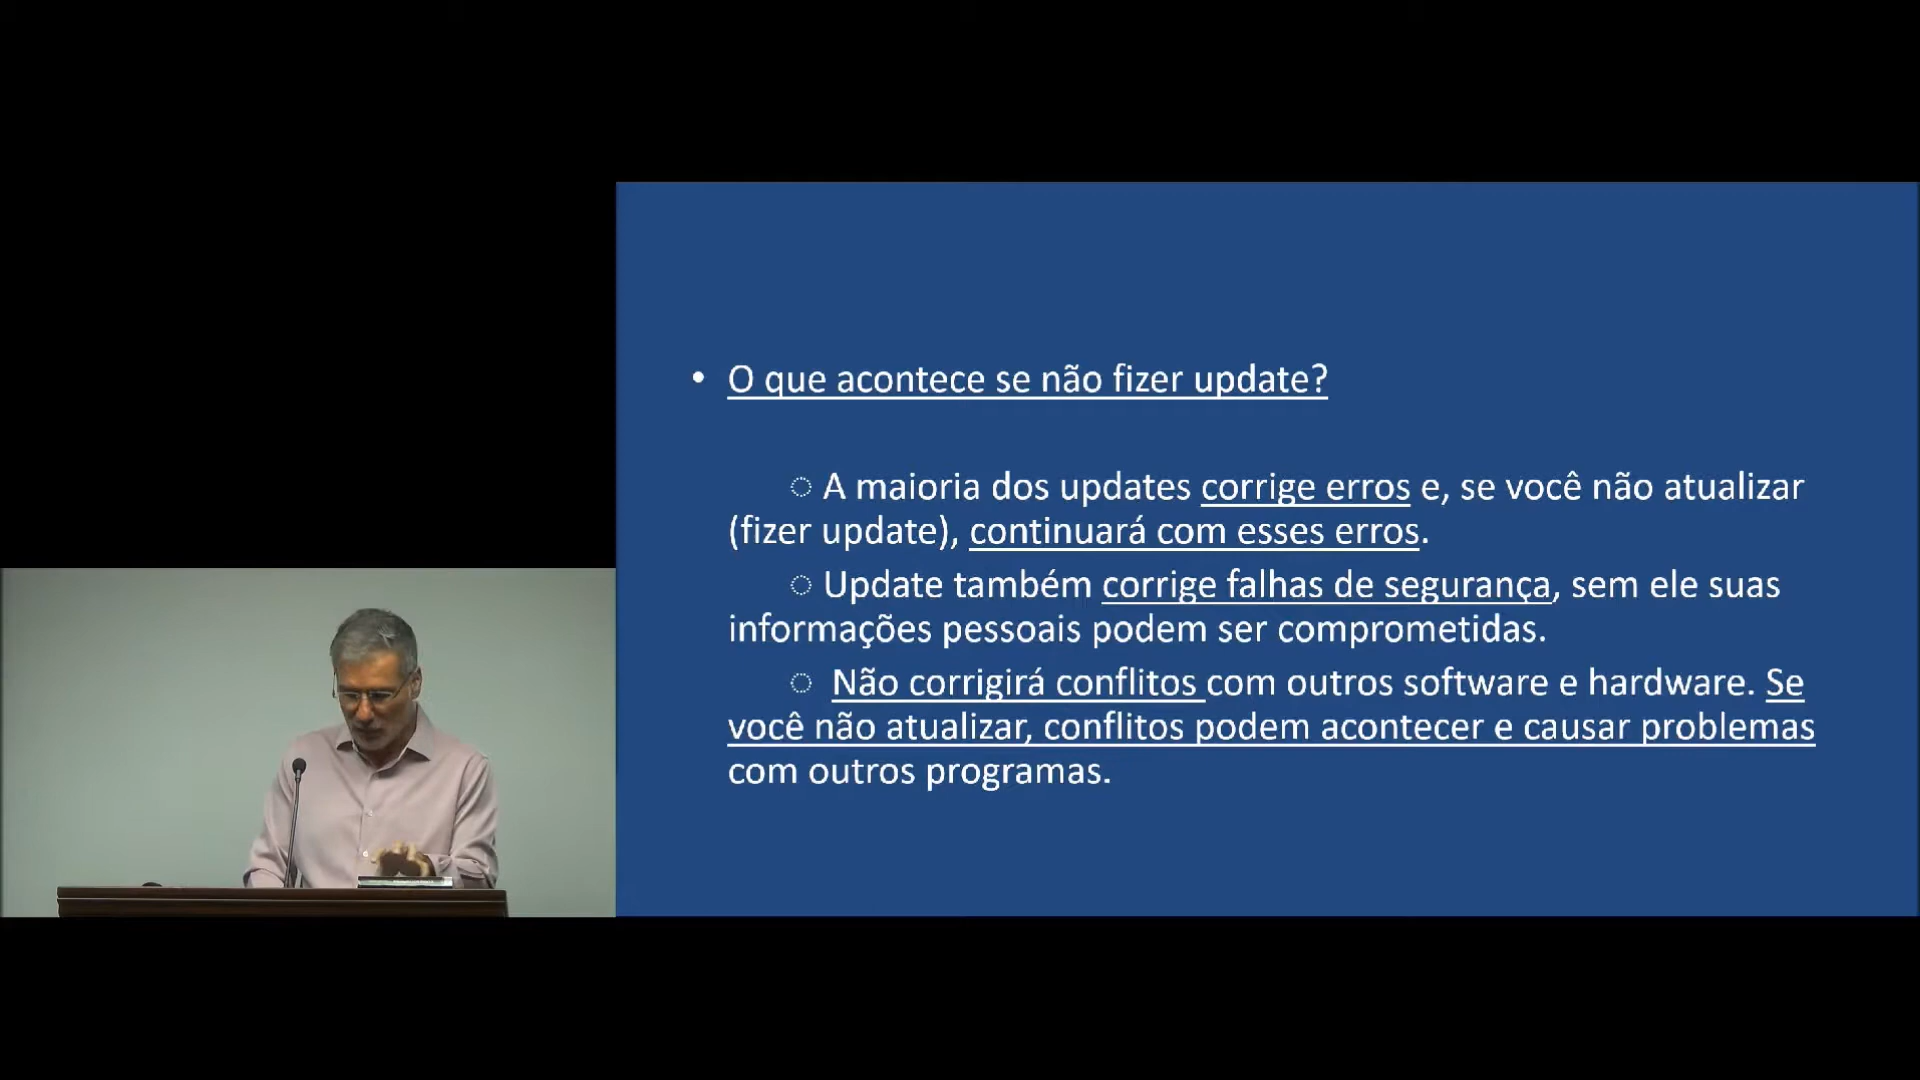 • O que acontece se não fizer update?
◌ A maioria dos updates corrige erros e, se você não atualizar
(fizer update), continuará com esses erros.
◌ Update também corrige falhas de segurança, sem ele suas
informações pessoais podem ser comprometidas.
◌ Não corrigirá conflitos com outros software e hardware. Se
você não atualizar, conflitos podem acontecer e causar problemas
com outros programas.